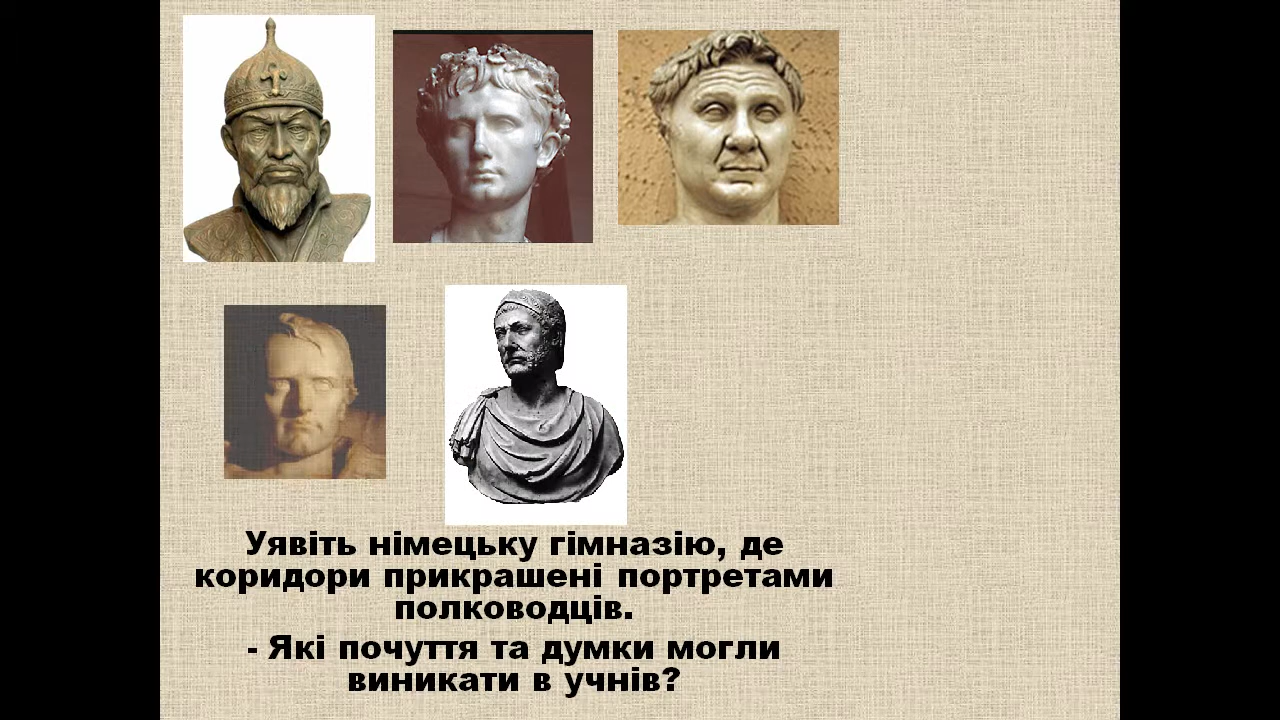 Уявіть німецьку гімназію, де
коридори прикрашені портретами
полководців.
- Які почуття та думки могли
виникати в учнів?